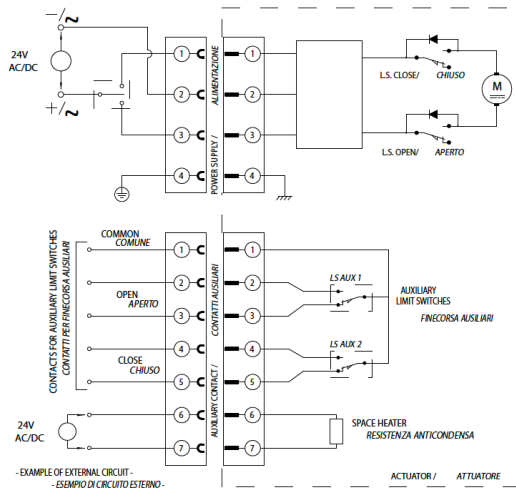 24V
AC/DC
1
2
3
4
POWER SUPPLY / ALIMENTAZIONE
1
2
3
4
L.S. CLOSE/ CHIUSO
M
L.S. OPEN/ APERTO
CONTACTS FOR AUXILIARY LIMIT SWITCHES
CONTATTI PER FINECORSA AUSILIARI
COMMON
COMUNE
OPEN
APERTO
CLOSE
CHIUSO
24V
AC/DC
1
2
3
4
5
6
7
AUXILIARY CONTACT / CONTATTI AUSILIARI
1
2
3
4
5
6
7
LS AUX 1
LS AUX 2
AUXILIARY
LIMIT SWITCHES
FINECORSA AUSILIARI
SPACE HEATER
RESISTENZA ANTICONDENSA
- EXAMPLE OF EXTERNAL CIRCUIT -
- ESEMPIO DI CIRCUITO ESTERNO -
ACTUATOR / ATTUATORE